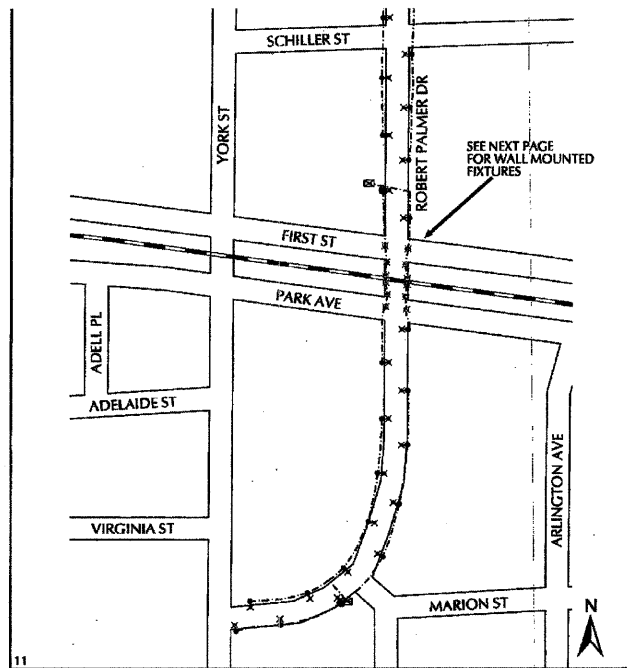 SCHILLER ST
YORK ST
ROBERT PALMER DR
SEE NEXT PAGE
FOR WALL MOUNTED
FIXTURES
FIRST ST
PARK AVE
ADELL PL
ADELAIDE ST
ARLINGTON AVE
VIRGINIA ST
MARION ST
N
11